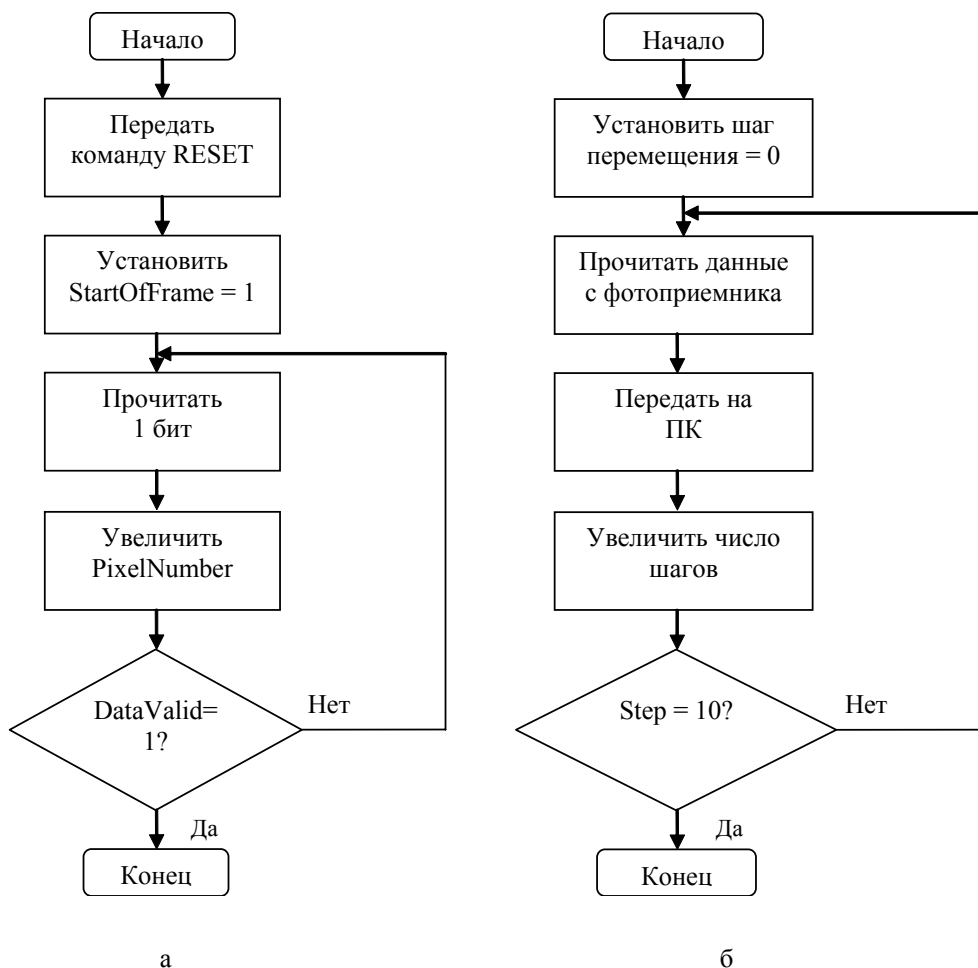 Начало
Передать
команду RESET
Установить
StartOfFrame = 1
Прочитать
1 бит
Увеличить
PixelNumber
DataValid=
1?
Нет
Да
Конец
а
Начало
Установить шаг
перемещения = 0
Прочитать данные
с фотоприемника
Передать на
ПК
Увеличить число
шагов
Step = 10?
Нет
Да
Конец
б